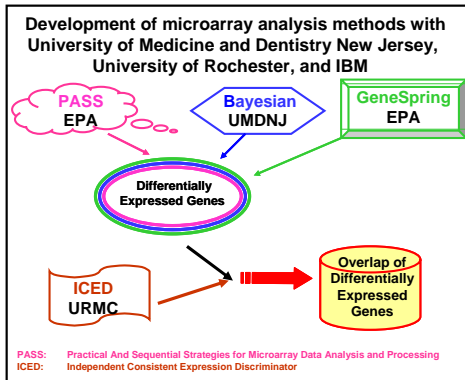 Development of microarray analysis methods with
University of Medicine and Dentistry New Jersey,
University of Rochester, and IBM
PASS
EPA
Bayesian
UMDNJ
GeneSpring
EPA
Differentially
Expressed Genes
ICED
URMC
Overlap of
Differentially
Expressed
Genes
PASS: Practical And Sequential Strategies for Microarray Data Analysis and Processing
ICED: Independent Consistent Expression Discriminator